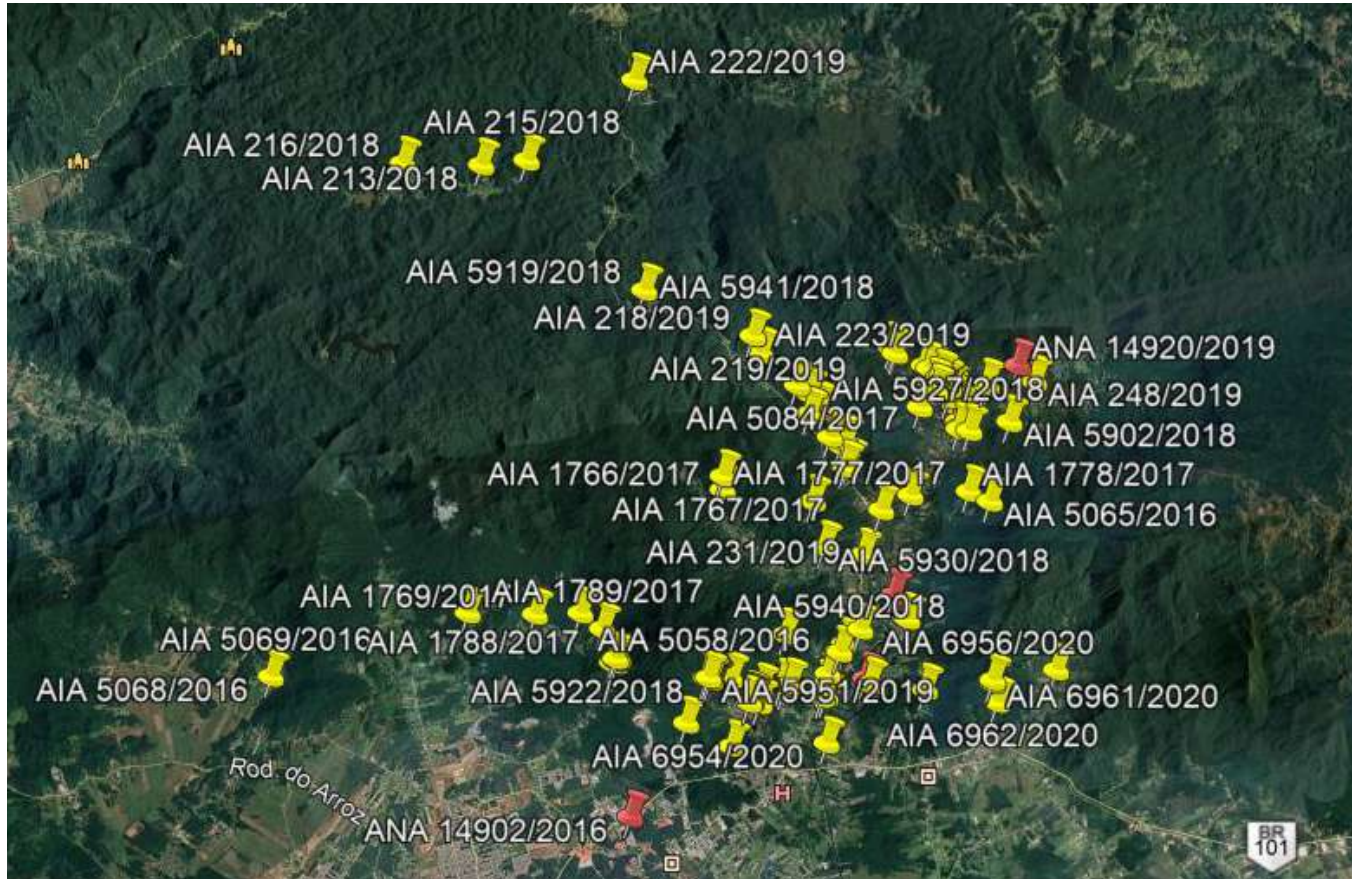 AIA 222/2019
AIA 215/2018
AIA 216/2018
AIA 213/2018
AIA 5919/2018
AIA 5941/2018
AIA 218/2019
AIA 223/2019
ANA 14920/2019
AIA 219/2019
AIA 5927/2018
AIA 248/2019
AIA 5084/2017
AIA 5902/2018
AIA 1766/2017
AIA 1777/2017
AIA 1778/2017
AIA 1767/2017
AIA 5065/2016
AIA 231/2019
AIA 5930/2018
AIA 1769/2017
AIA 1789/2017
AIA 5940/2018
AIA 5069/2016
AIA 1788/2017
AIA 5058/2016
AIA 6956/2020
AIA 5068/2016
AIA 5922/2018
AIA 5951/2019
AIA 6961/2020
AIA 6962/2020
AIA 6954/2020
Rod. do Arroz
H
ANA 14902/2016
BR
101